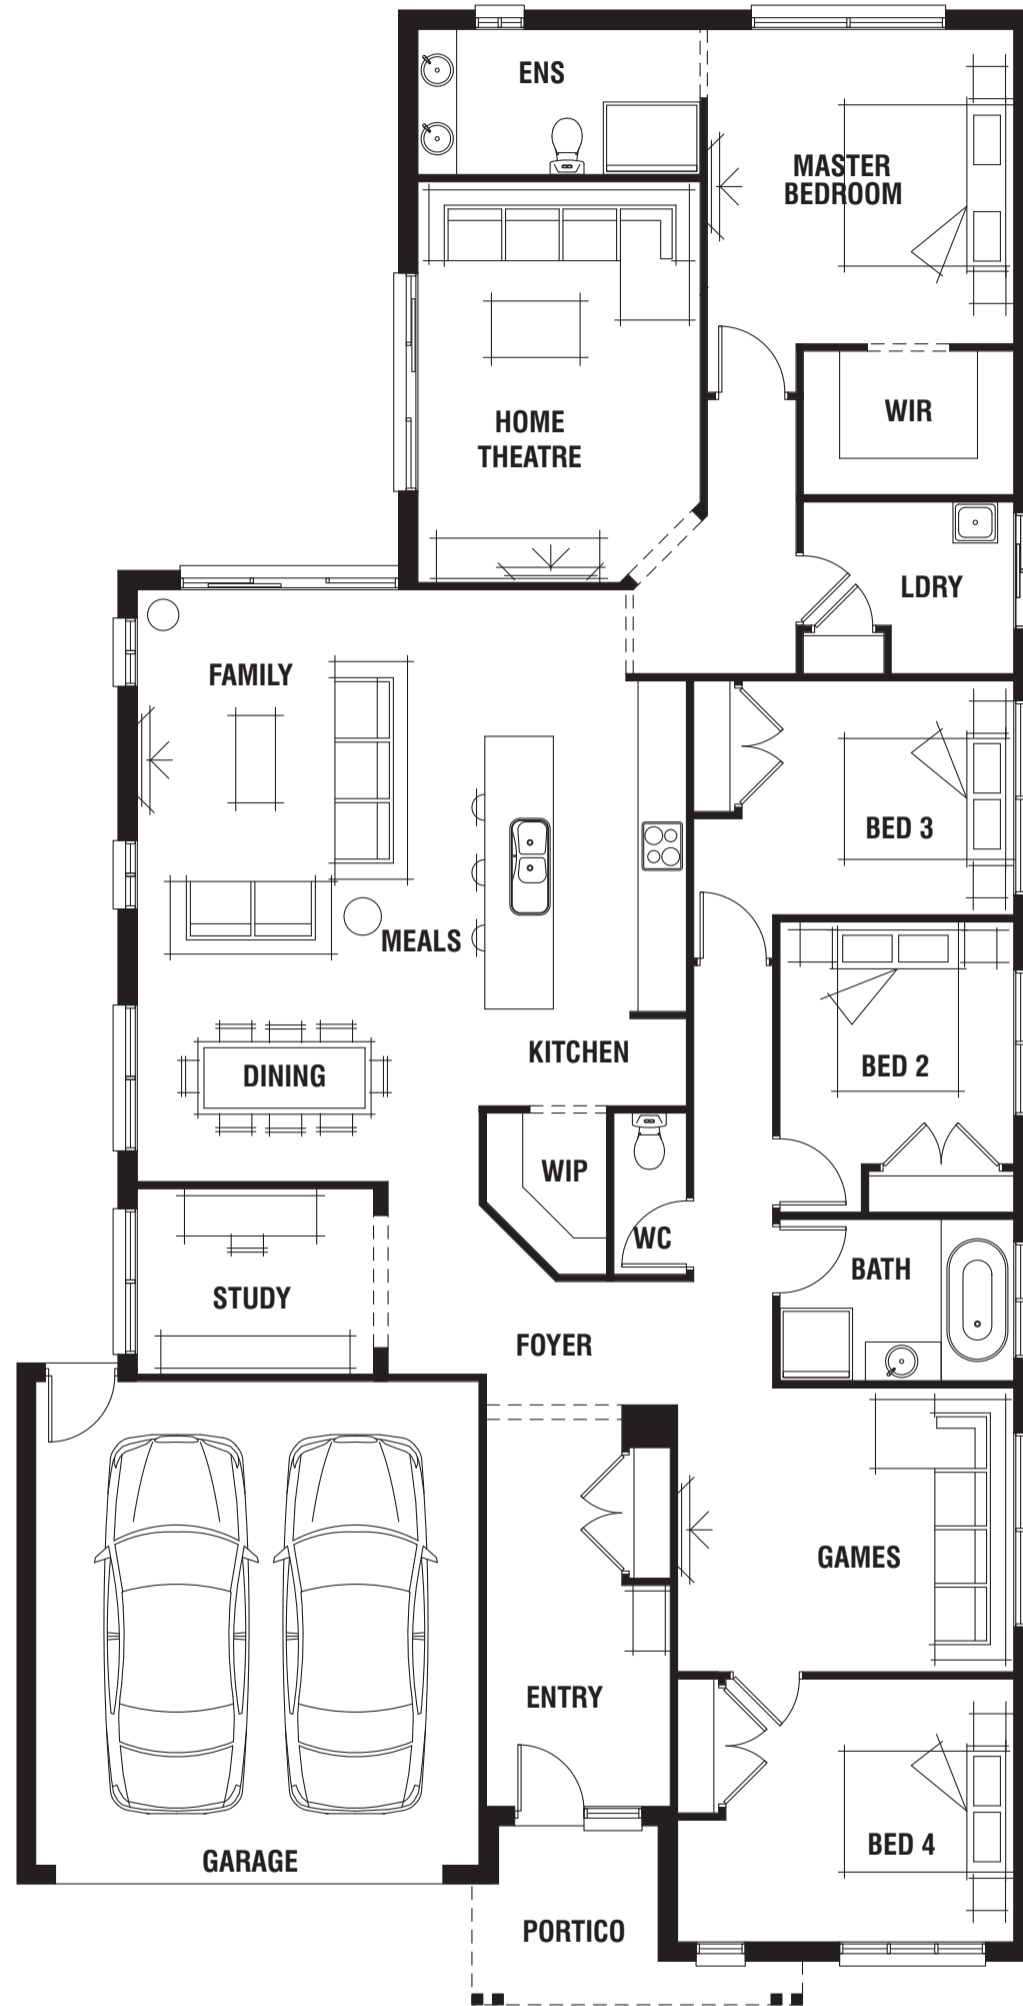 ENS
MASTER
BEDROOM
HOME
THEATRE
WIR
LDRY
FAMILY
BED 3
MEALS
KITCHEN
BED 2
DINING
WIP
WC
BATH
STUDY
FOYER
GAMES
ENTRY
BED 4
GARAGE
PORTICO